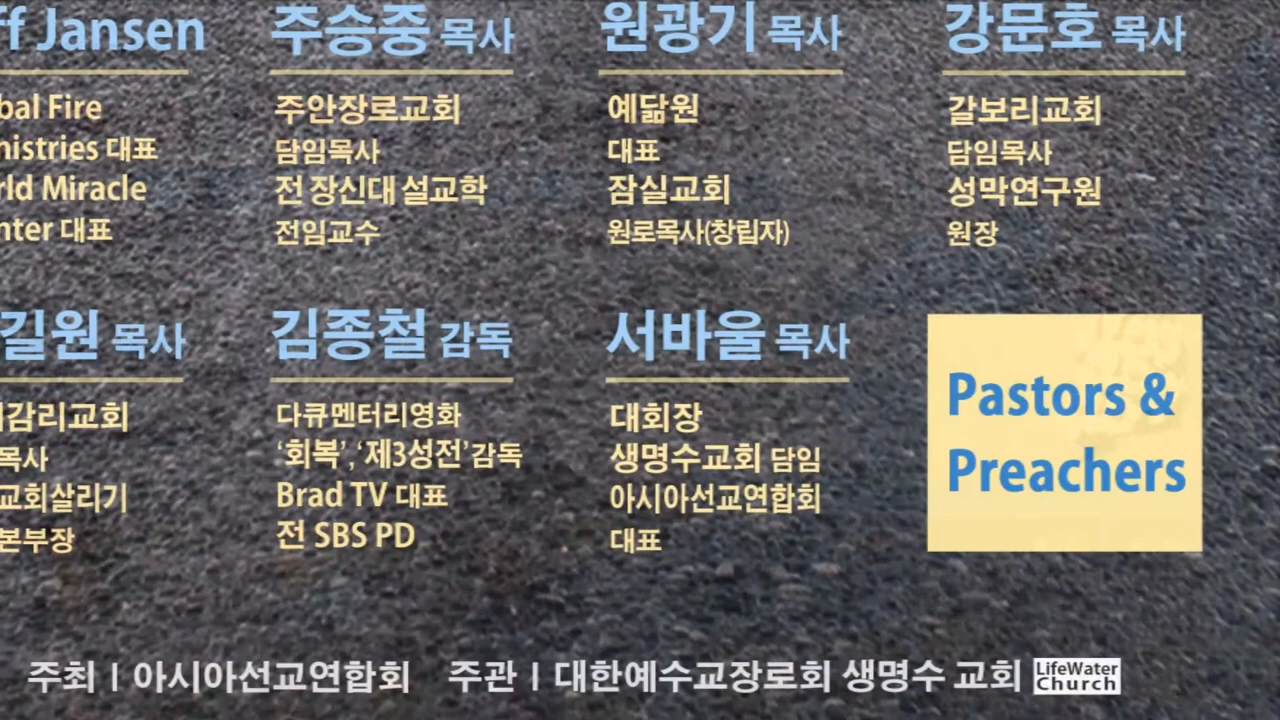 ff Jansen
bal Fire
nistries 대표
rld Miracle
nter 대표
주승중 목사
주안장로교회
담임목사
전 장신대 설교학
전임교수
원광기 목사
예닮원
대표
잠실교회
원로목사(창립자)
강문호 목사
갈보리교회
담임목사
성막연구원
원장
길원 목사
감리교회
목사
교회살리기
본부장
김종철 감독
다큐멘터리영화
‘회복’,‘제3성전’감독
Brad TV 대표
전 SBS PD
서바울 목사
대회장
생명수교회 담임
아시아선교연합회
대표
Pastors &
Preachers
주최 | 아시아선교연합회 주관 | 대한예수교장로회 생명수 교회
LifeWater
Church